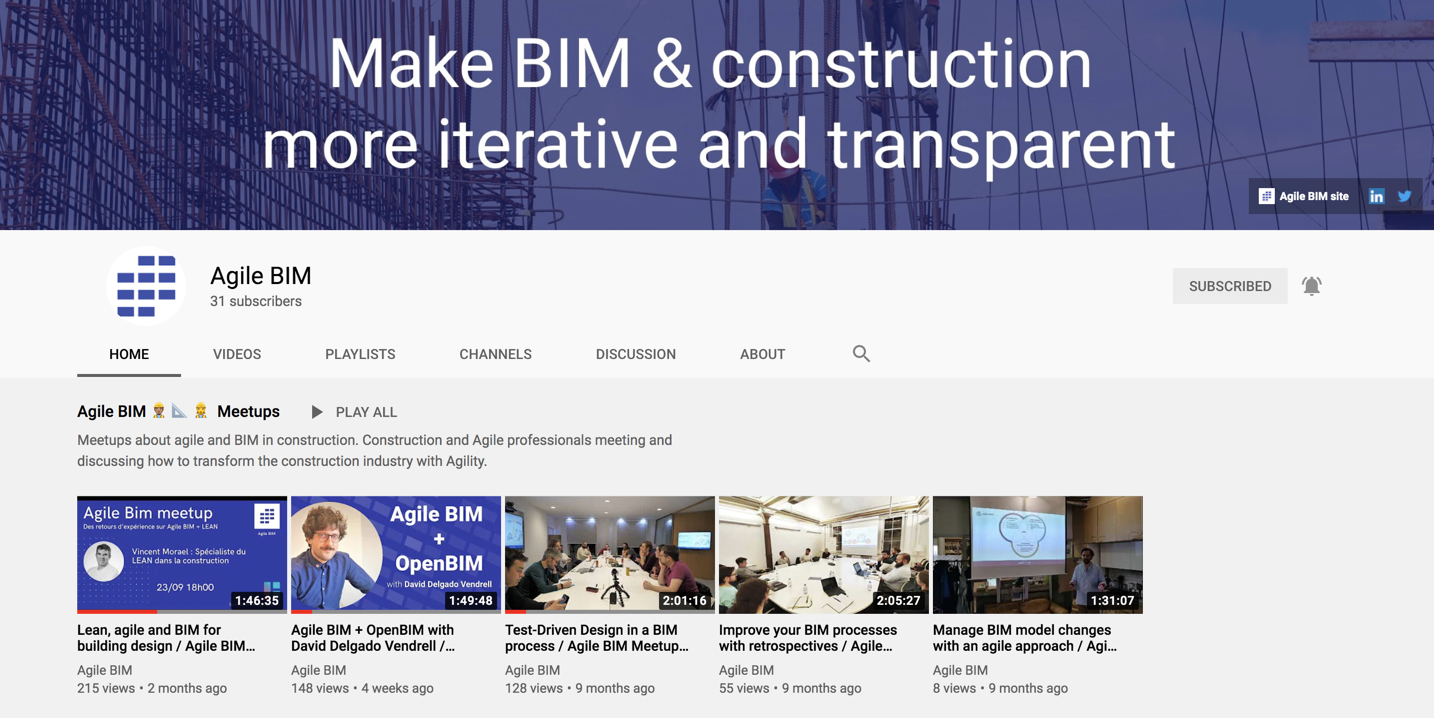 Make BIM & construction
more iterative and transparent
Agile BIM site
in
Agile BIM
31 subscribers
SUBSCRIBED
HOME VIDEOS PLAYLISTS CHANNELS DISCUSSION ABOUT
Agile BIM 👷🏽📐👷‍♀️ Meetups PLAY ALL
Meetups about agile and BIM in construction. Construction and Agile professionals meeting and
discussing how to transform the construction industry with Agility.
Agile Bim meetup
Des retours d'expérience sur Agile BIM + LEAN
Agile BIM
Vincent Morael : Spécialiste du
LEAN dans la construction
23/09 18h00
1:46:35
Lean, agile and BIM for
building design / Agile BIM...
Agile BIM
215 views • 2 months ago
Agile BIM
+
OpenBIM
with David Delgado Vendrell
1:49:48
Agile BIM + OpenBIM with
David Delgado Vendrell /...
Agile BIM
148 views • 4 weeks ago
2:01:16
Test-Driven Design in a BIM
process / Agile BIM Meetup...
Agile BIM
128 views • 9 months ago
2:05:27
Improve your BIM processes
with retrospectives / Agile...
Agile BIM
55 views • 9 months ago
1:31:07
Manage BIM model changes
with an agile approach / Agi...
Agile BIM
8 views • 9 months ago